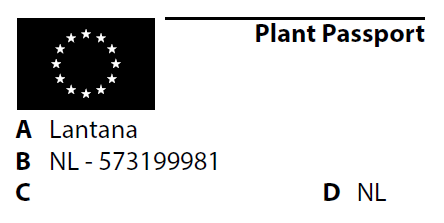 Plant Passport
A Lantana
B NL - 573199981
C D NL